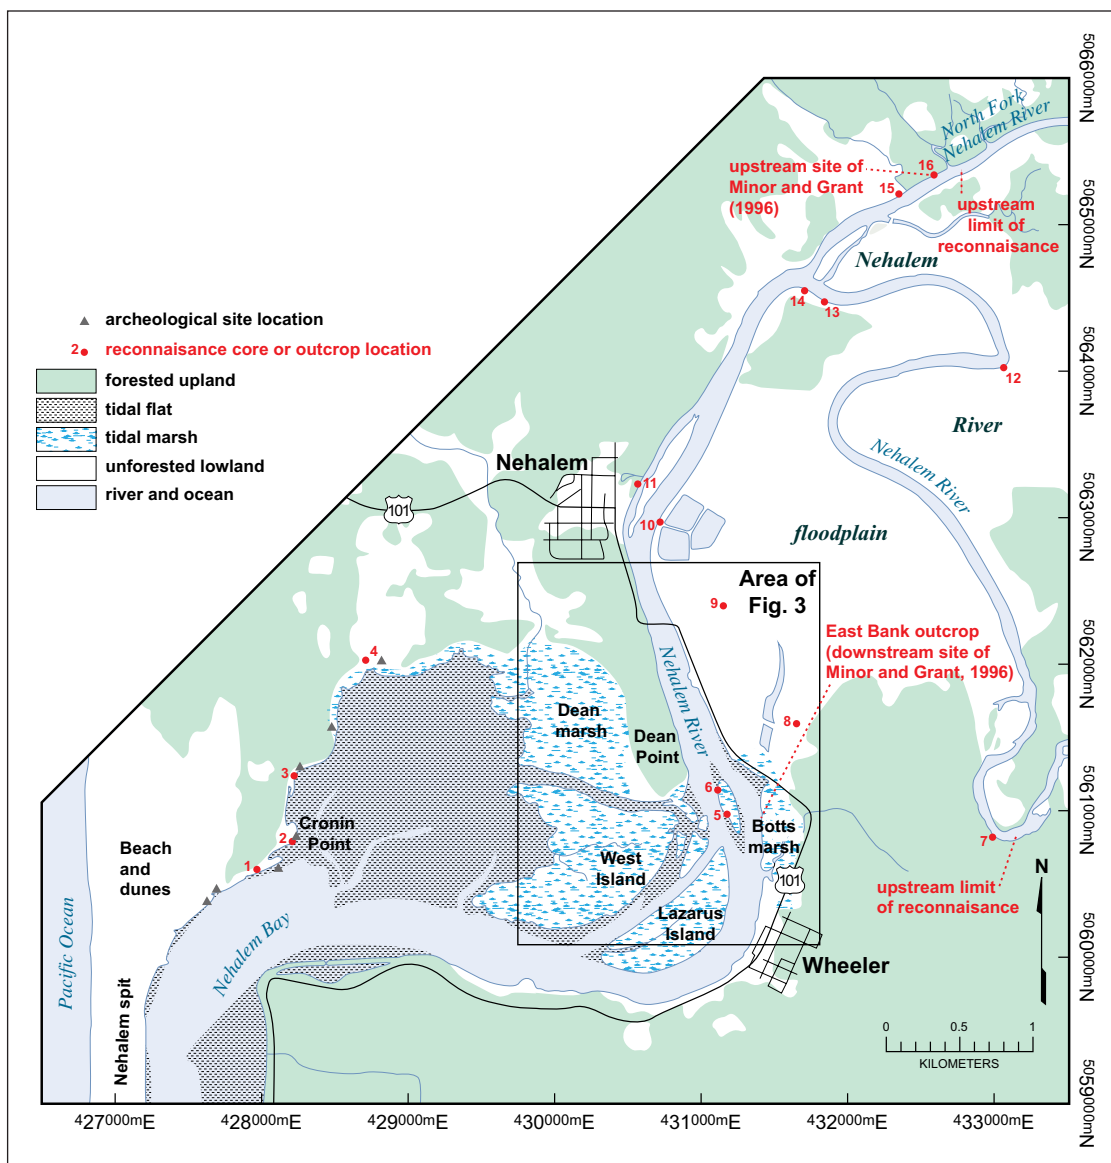 North Fork
Nehalem River
16
upstream site of
Minor and Grant
(1996)
15
upstream
limit of
reconnaisance
Nehalem
14
13
12
archeological site location
2
reconnaisance core or outcrop location
forested upland
tidal flat
tidal marsh
unforested lowland
river and ocean
River
Nehalem River
Nehalem
101
11
10
floodplain
Area of
Fig. 3
9
East Bank outcrop
(downstream site of
Minor and Grant, 1996)
4
Nehalem River
Dean
marsh
Dean
Point
8
3
6
5
Cronin
Point
2
Botts
marsh
7
Beach
and
dunes
1
West
Island
101
upstream limit
of reconnaisance
N
Lazarus
Island
Wheeler
Pacific Ocean
Nehalem Bay
Nehalem spit
0
0.5
1
KILOMETERS
5066000mN
5065000mN
5064000mN
5063000mN
5062000mN
5061000mN
5060000mN
5059000mN
427000mE
428000mE
429000mE
430000mE
431000mE
432000mE
433000mE